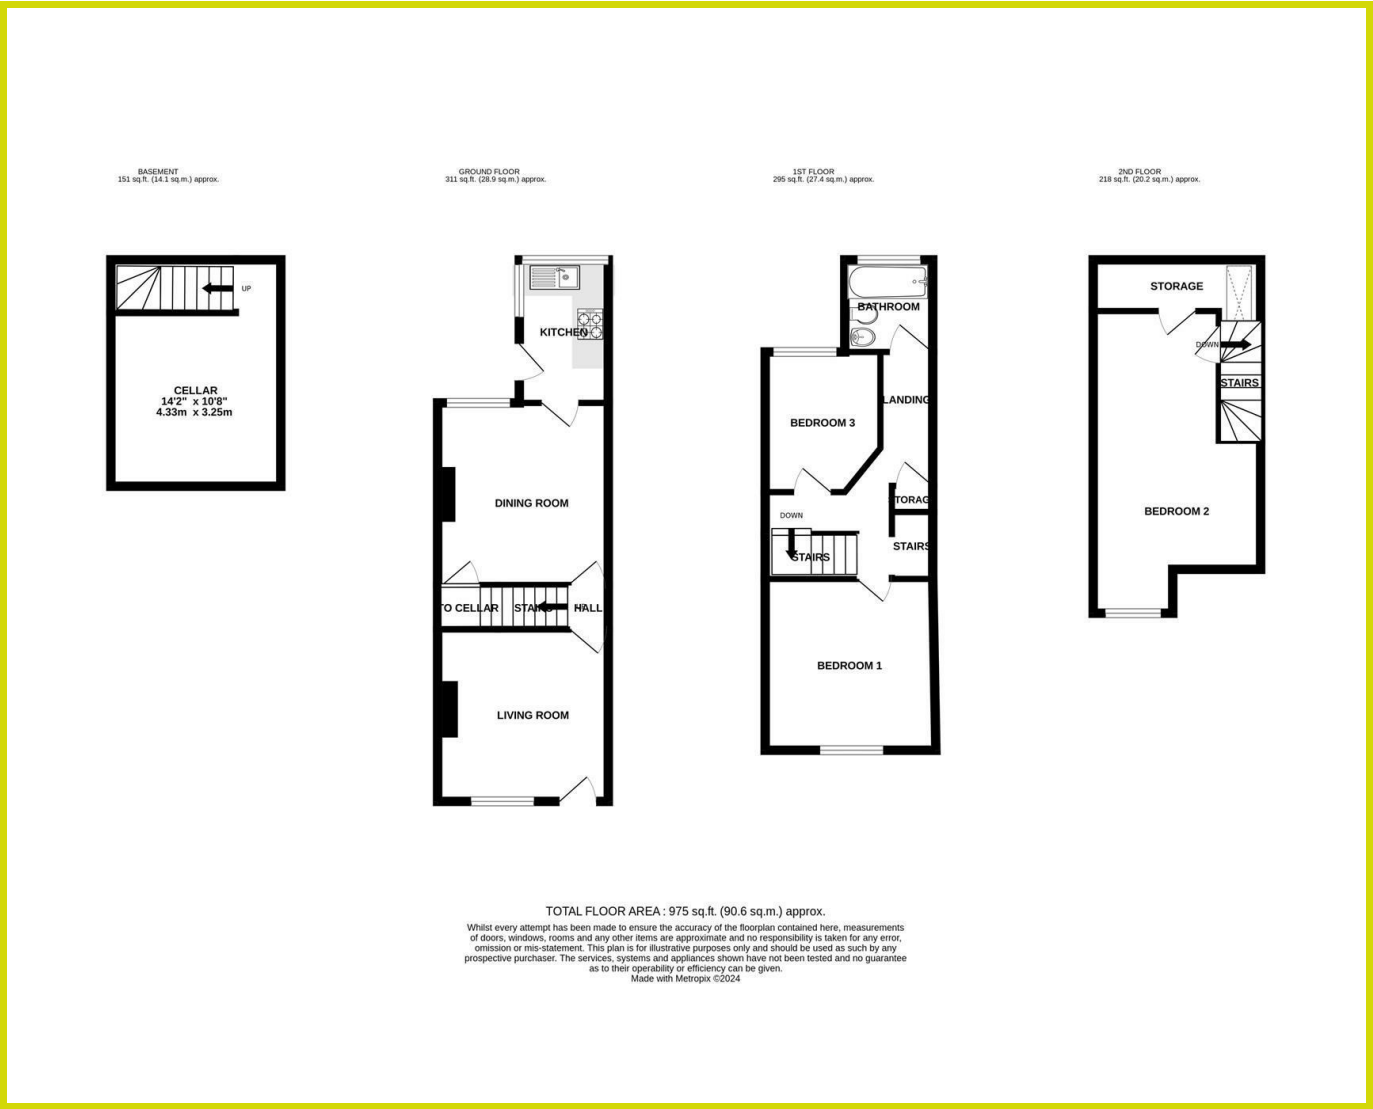 BASEMENT
151 sq.ft. (14.1 sq.m.) approx.
GROUND FLOOR
311 sq.ft. (28.9 sq.m.) approx.
1ST FLOOR
295 sq.ft. (27.4 sq.m.) approx.
2ND FLOOR
218 sq.ft. (20.2 sq.m.) approx.
UP
CELLAR
14'2" x 10'8"
4.33m x 3.25m
KITCHEN
DINING ROOM
TO CELLAR
STAIRS
HALL
LIVING ROOM
BATHROOM
LANDING
BEDROOM 3
STORAGE
DOWN
STAIRS
STAIRS
BEDROOM 1
STORAGE
DOWN
STAIRS
BEDROOM 2
TOTAL FLOOR AREA : 975 sq.ft. (90.6 sq.m.) approx.
Whilst every attempt has been made to ensure the accuracy of the floorplan contained here, measurements
of doors, windows, rooms and any other items are approximate and no responsibility is taken for any error,
omission or mis-statement. This plan is for illustrative purposes only and should be used as such by any
prospective purchaser. The services, systems and appliances shown have not been tested and no guarantee
as to their operability or efficiency can be given.
Made with Metropix ©2024